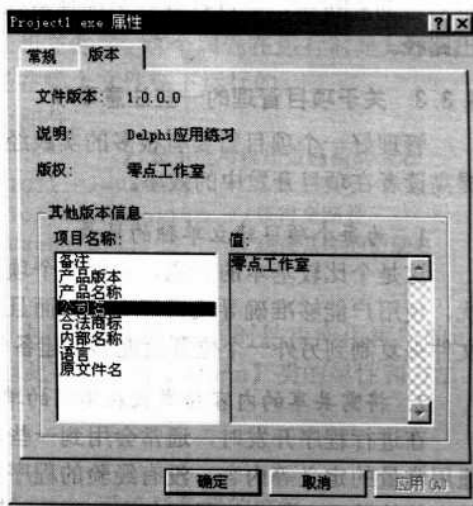 Project1 exe 属性
常规 版本
文件版本: 1.0.0.0
说明: Delphi应用练习
版权: 零点工作室
其他版本信息
项目名称:
值:
备注
产品版本
产品名称
公司名
合法商标
内部名称
语言
原文件名
零点工作室
确定 取消 应用(A)